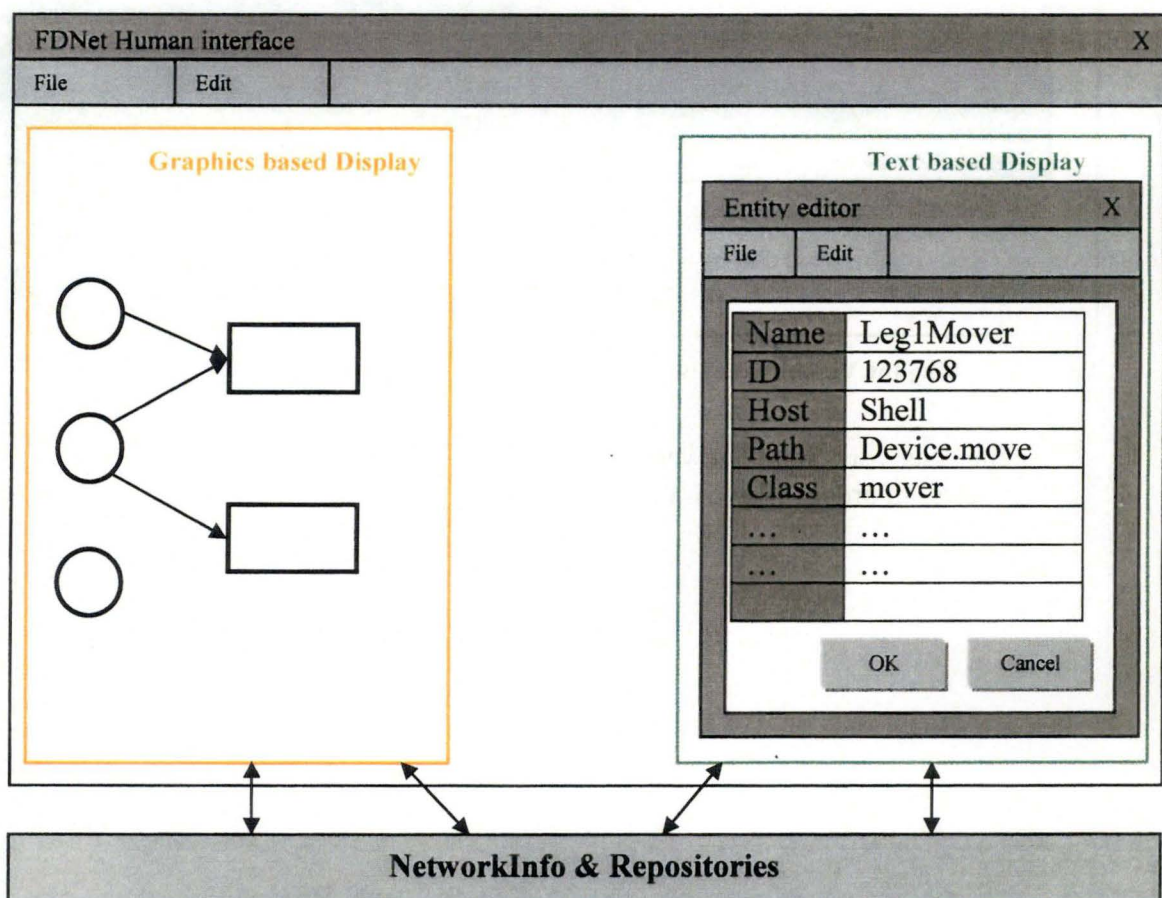 FDNet Human interface X
File Edit
Graphics based Display
Text based Display
Entity editor X
File Edit
Name Leg1Mover
ID 123768
Host Shell
Path Device.move
Class mover
... ...
... ...
OK Cancel
NetworkInfo & Repositories